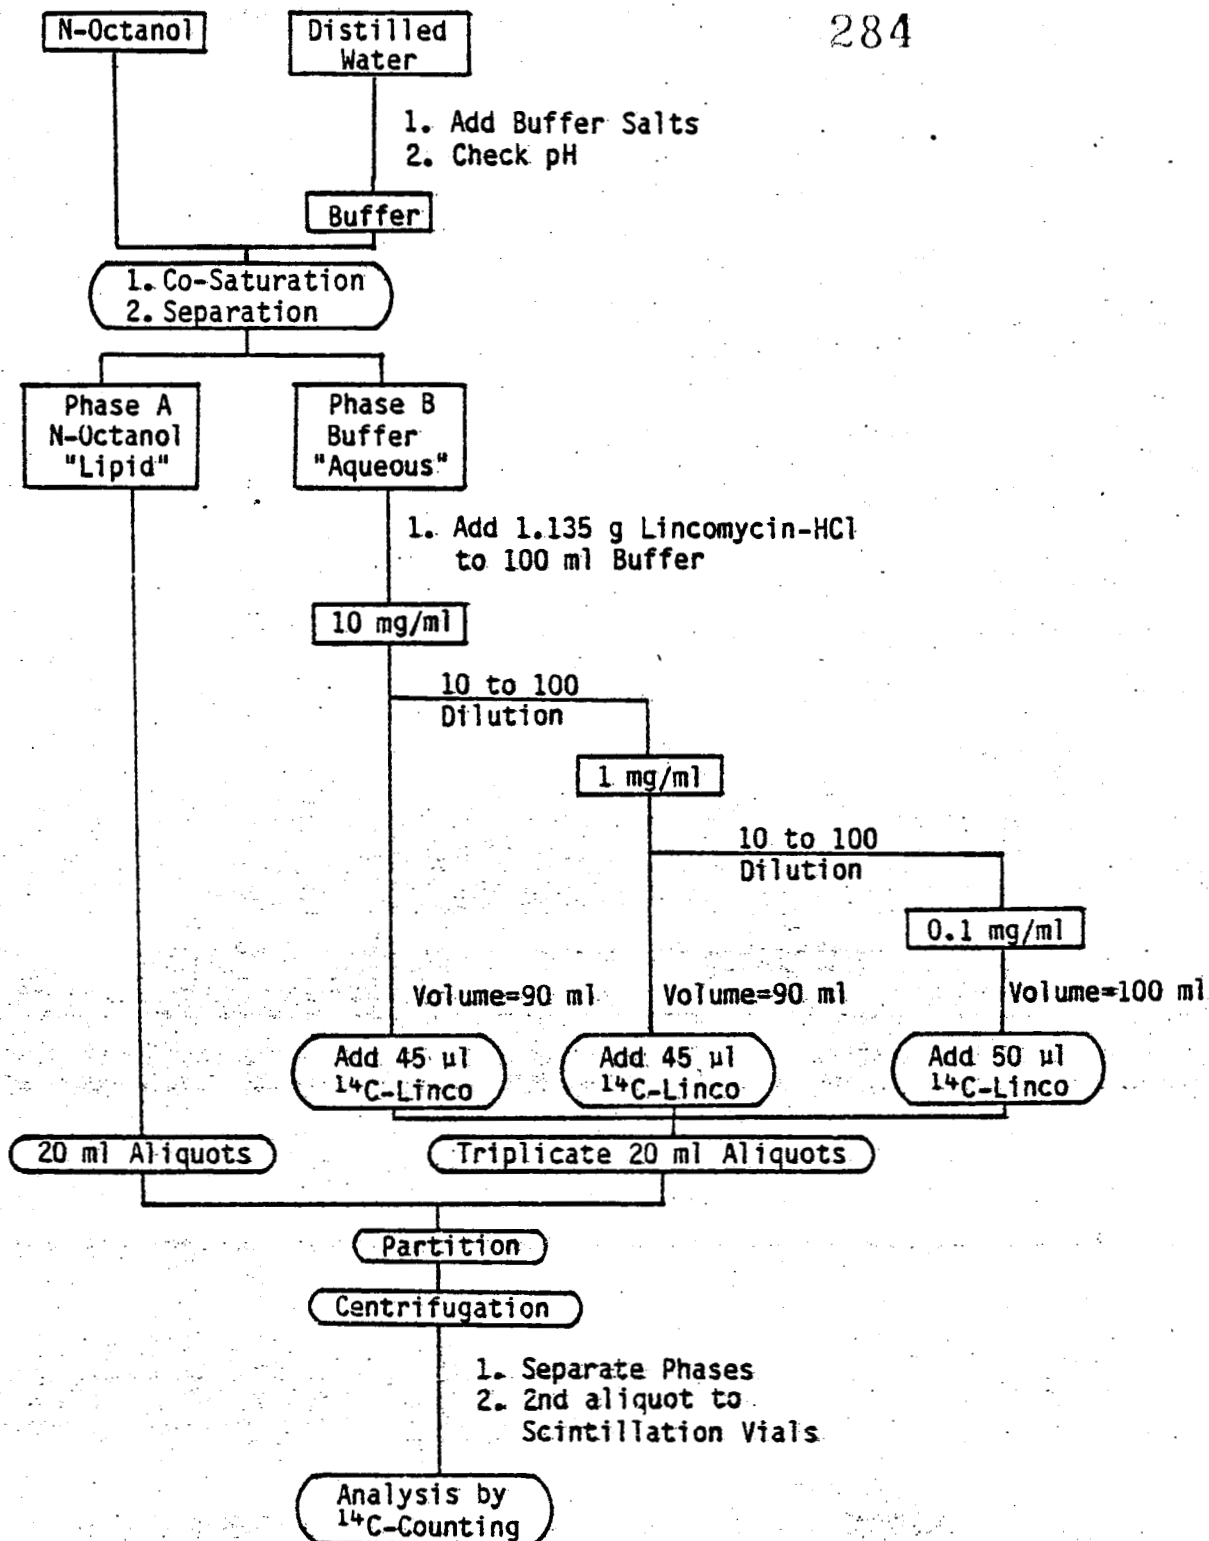 284
N-Octanol
Distilled
Water
1. Add Buffer Salts
2. Check pH
Buffer
1. Co-Saturation
2. Separation
Phase A
N-Octanol
"Lipid"
Phase B
Buffer
"Aqueous"
1. Add 1.135 g Lincomycin-HCl
to 100 ml Buffer
10 mg/ml
10 to 100
Dilution
1 mg/ml
10 to 100
Dilution
0.1 mg/ml
Volume=90 ml
Volume=90 ml
Volume=100 ml
Add 45 µl
¹⁴C-Linco
Add 45 µl
¹⁴C-Linco
Add 50 µl
¹⁴C-Linco
20 ml Aliquots
Triplicate 20 ml Aliquots
Partition
Centrifugation
1. Separate Phases
2. 2nd aliquot to
Scintillation Vials
Analysis by
¹⁴C-Counting